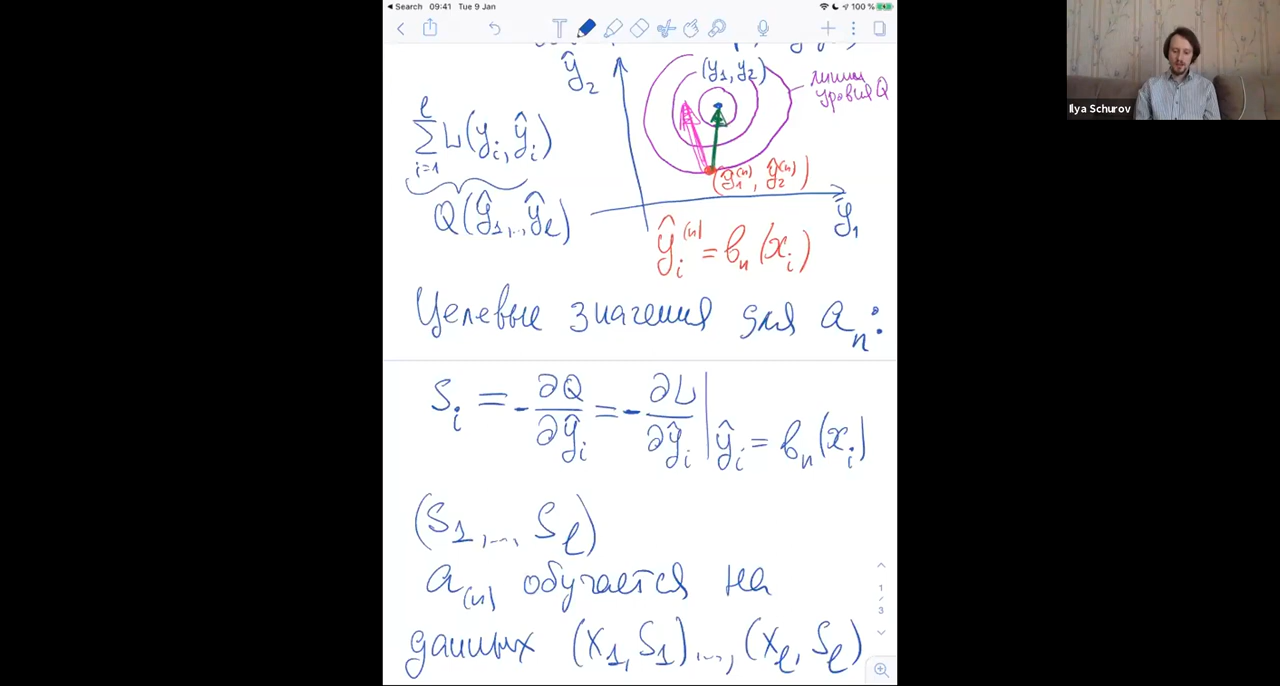 Search 09:41 Tue 9 Jan 100 %
ŷ₂
(y₁, y₂)
линии
уровня Q
∑ᵢ₌₁ˡ L(yᵢ, ŷᵢ)
(ŷ₁⁽ⁿ⁾, ŷ₂⁽ⁿ⁾)
Q(ŷ₁, .., ŷₗ)
ŷ₁
ŷᵢ⁽ⁿ⁾ = bₙ(xᵢ)
Целевые значения для aₙ:
sᵢ = -∂Q/∂ŷᵢ = -∂L/∂ŷᵢ | ŷᵢ = bₙ(xᵢ)
(S₁, ..., Sₗ)
a₍ₙ₎ обучается на
данных (x₁, S₁) ..., (xₗ, Sₗ)
1
/
3
Ilya Schurov